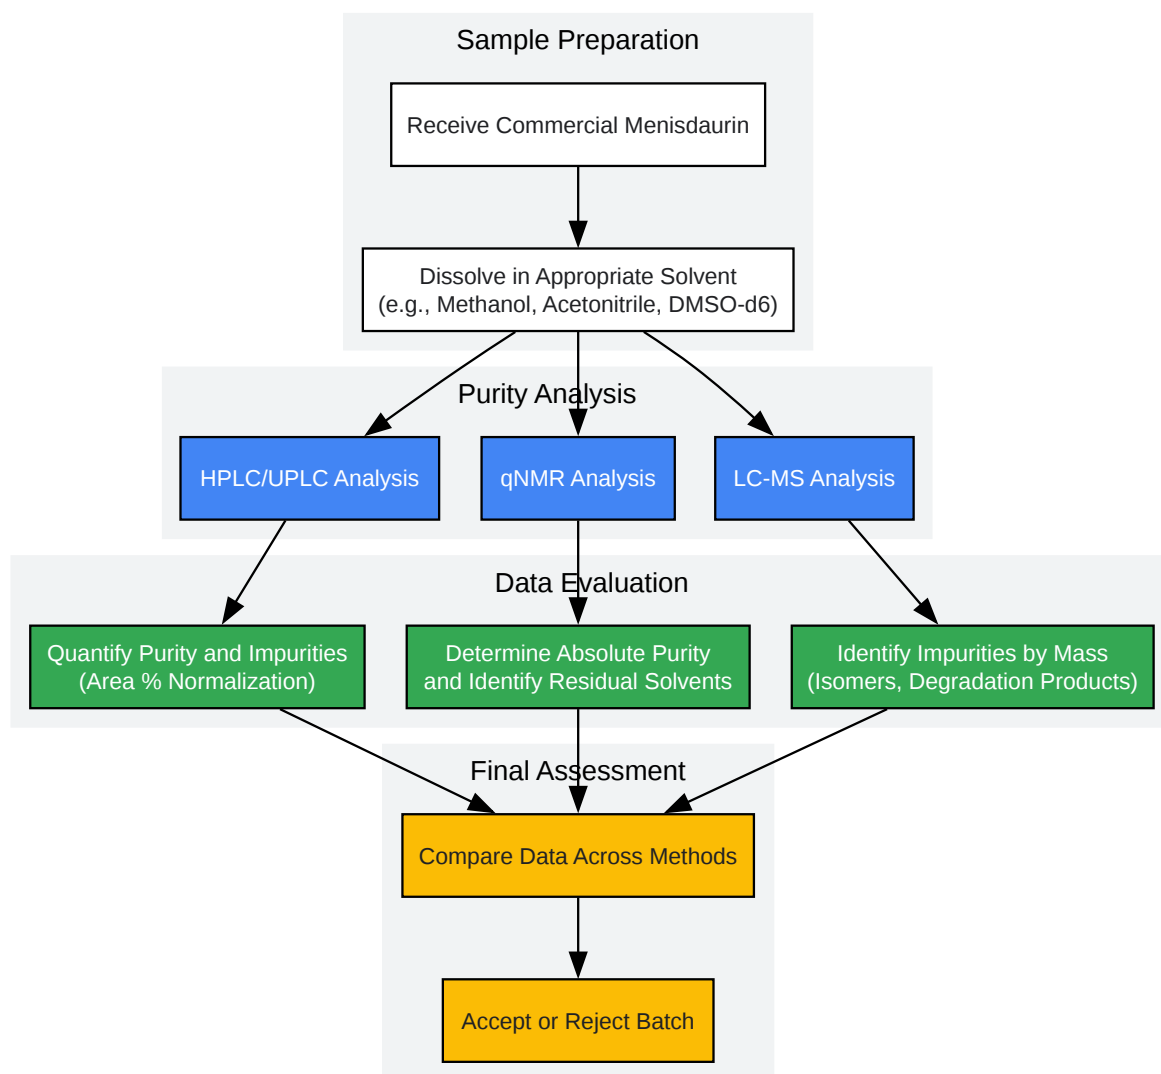 Sample Preparation
Receive Commercial Menisdaurin
Dissolve in Appropriate Solvent
(e.g., Methanol, Acetonitrile, DMSO-d6)
Purity Analysis
HPLC/UPLC Analysis
qNMR Analysis
LC-MS Analysis
Data Evaluation
Quantify Purity and Impurities
(Area % Normalization)
Determine Absolute Purity
and Identify Residual Solvents
Identify Impurities by Mass
(Isomers, Degradation Products)
Final Assessment
Compare Data Across Methods
Accept or Reject Batch